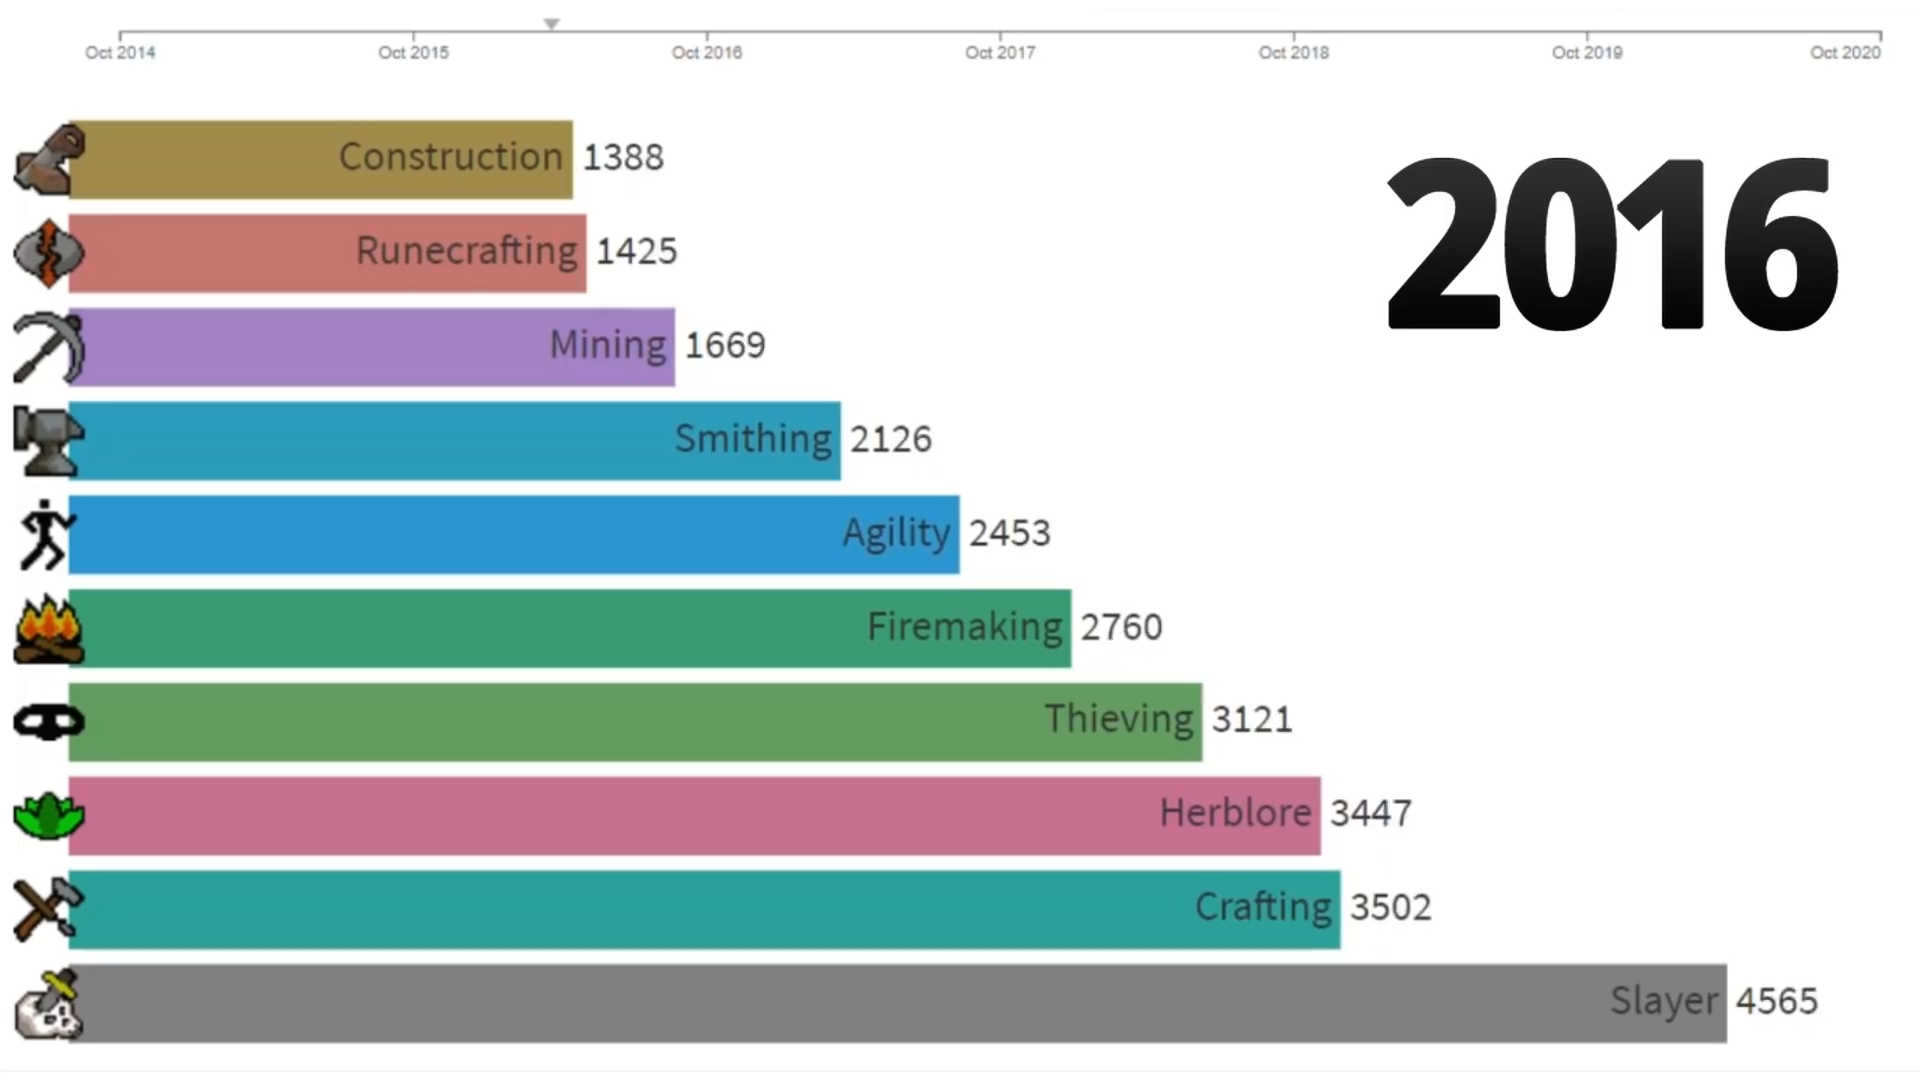 Oct 2014 Oct 2015 Oct 2016 Oct 2017 Oct 2018 Oct 2019 Oct 2020
2016
Construction 1388
Runecrafting 1425
Mining 1669
Smithing 2126
Agility 2453
Firemaking 2760
Thieving 3121
Herblore 3447
Crafting 3502
Slayer 4565